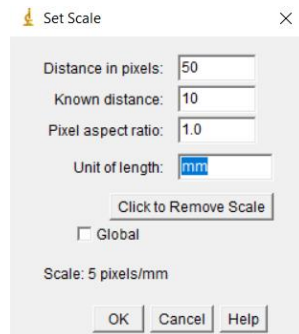 Set Scale
Distance in pixels: 50
Known distance: 10
Pixel aspect ratio: 1.0
Unit of length: mm
Click to Remove Scale
Global
Scale: 5 pixels/mm
OK Cancel Help